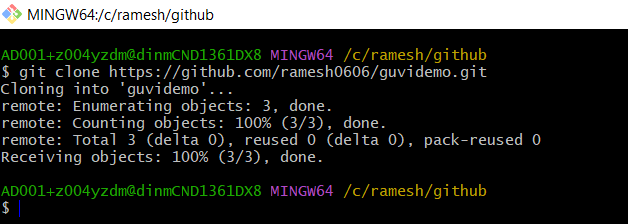 MINGW64:/c/ramesh/github
AD001+z004yzdm@dinmCND1361DX8 MINGW64 /c/ramesh/github
$ git clone https://github.com/ramesh0606/guvidemo.git
Cloning into 'guvidemo'...
remote: Enumerating objects: 3, done.
remote: Counting objects: 100% (3/3), done.
remote: Total 3 (delta 0), reused 0 (delta 0), pack-reused 0
Receiving objects: 100% (3/3), done.
AD001+z004yzdm@dinmCND1361DX8 MINGW64 /c/ramesh/github
$